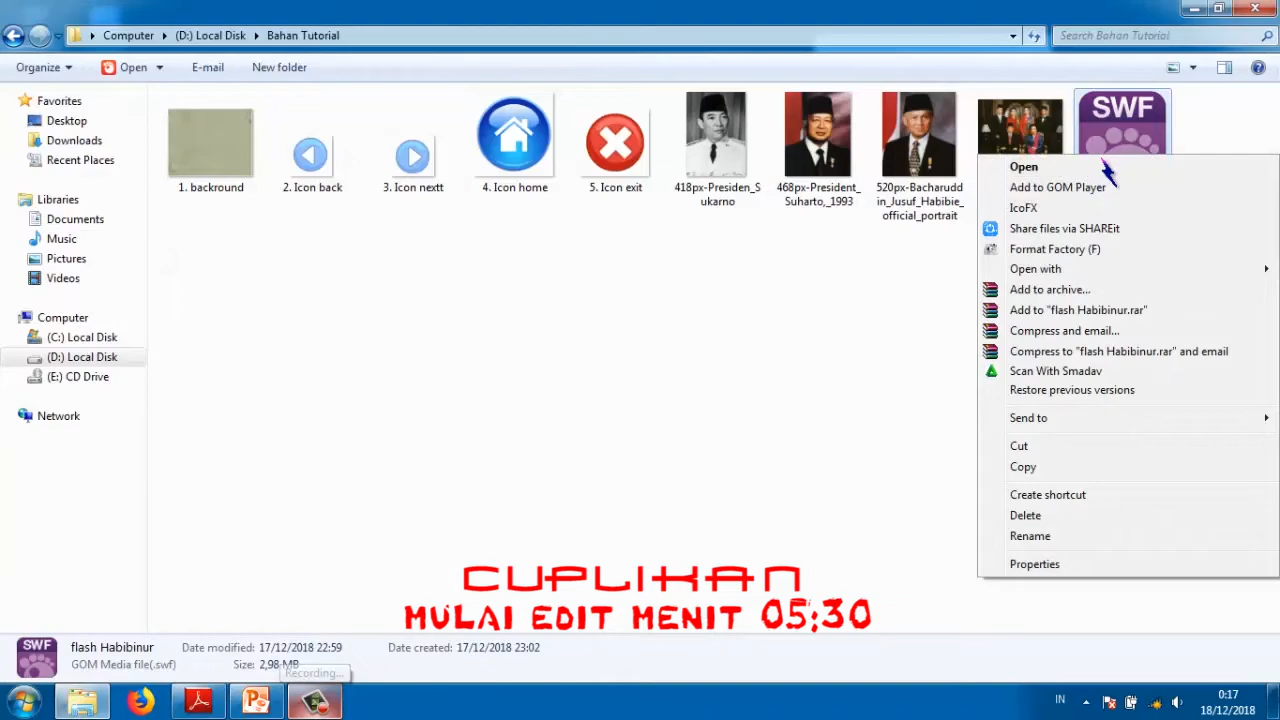 Computer
(D:) Local Disk
Bahan Tutorial
Search Bahan Tutorial
Organize
Open
E-mail
New folder
Favorites
Desktop
Downloads
Recent Places
Libraries
Documents
Music
Pictures
Videos
Computer
(C:) Local Disk
(D:) Local Disk
(E:) CD Drive
Network
1. backround
2. Icon back
3. Icon nextt
4. Icon home
5. Icon exit
418px-Presiden_S
ukarno
468px-President_
Suharto,_1993
520px-Bacharudd
in_Jusuf_Habibie_
official_portrait
SWF
Open
Add to GOM Player
IcoFX
Share files via SHAREit
Format Factory (F)
Open with
Add to archive...
Add to "flash Habibinur.rar"
Compress and email...
Compress to "flash Habibinur.rar" and email
Scan With Smadav
Restore previous versions
Send to
Cut
Copy
Create shortcut
Delete
Rename
Properties
CUPLIKAN
MULAI EDIT MENIT 05:30
SWF
flash Habibinur
Date modified: 17/12/2018 22:59
Date created: 17/12/2018 23:02
GOM Media file(.swf)
Size: 2,98 MB
Recording...
IN
0:17
18/12/2018